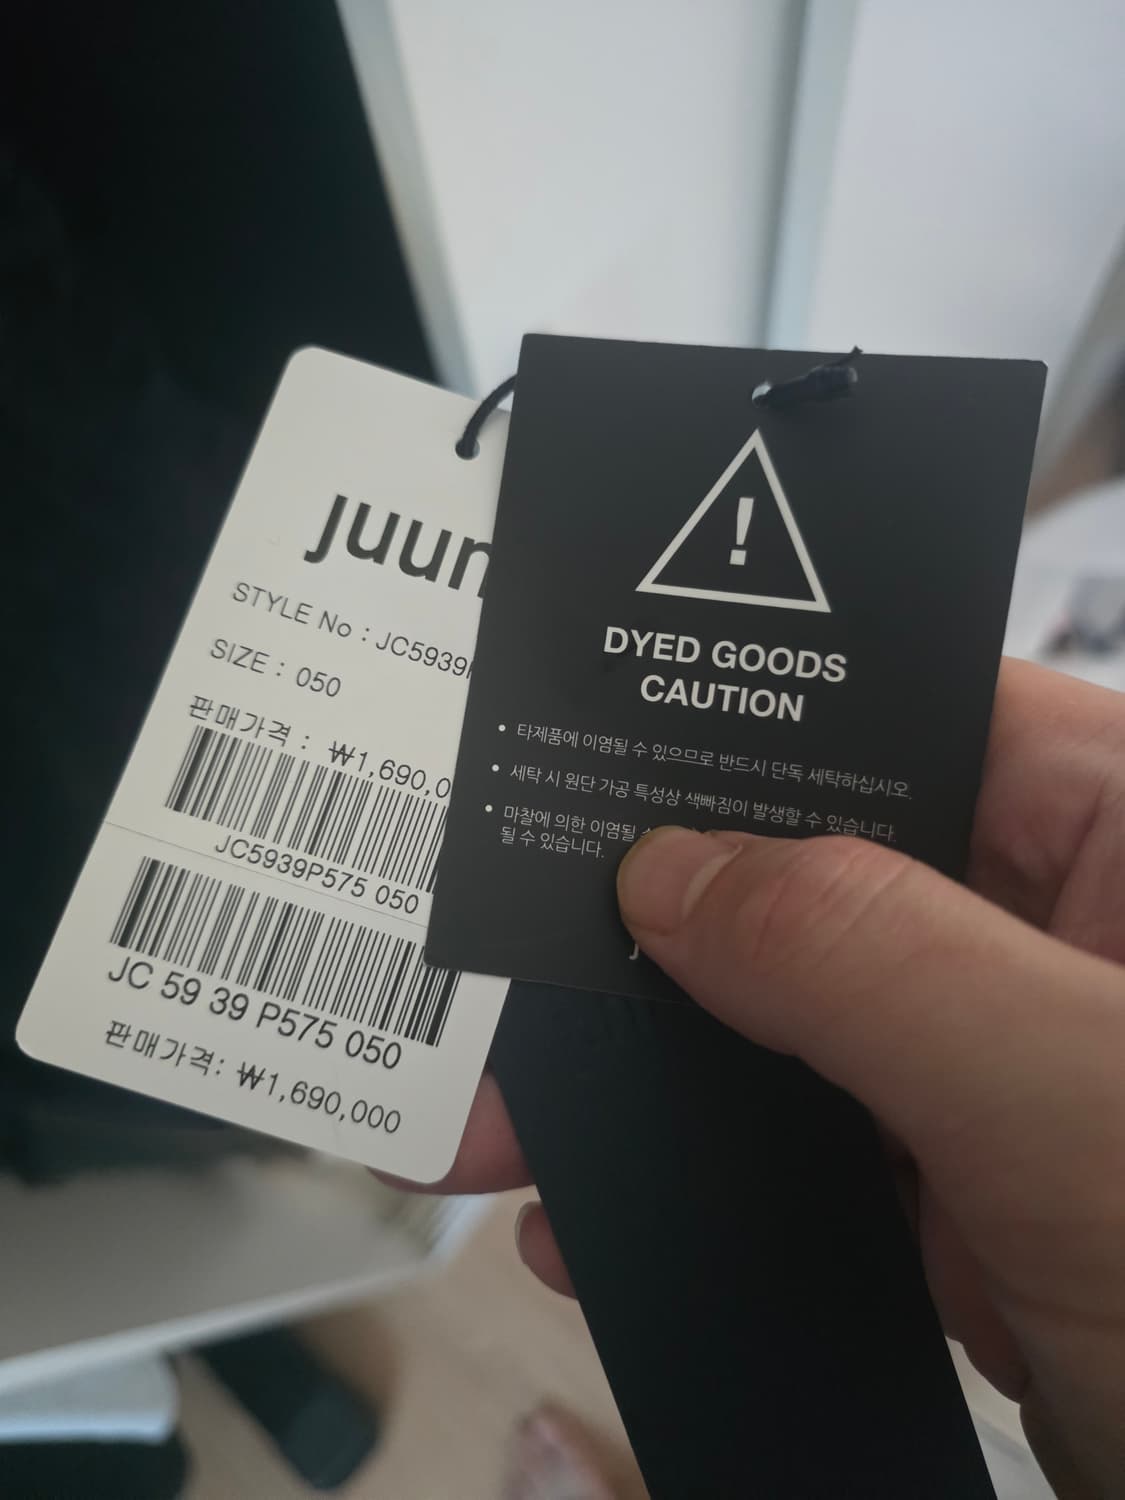 juun
STYLE No : JC5939
SIZE : 050
판매가격 : ₩1,690,0
JC5939P575 050
JC 59 39 P575 050
판매가격: ₩1,690,000
!
DYED GOODS
CAUTION
• 타제품에 이염될 수 있으므로 반드시 단독 세탁하십시오.
• 세탁 시 원단 가공 특성상 색빠짐이 발생할 수 있습니다.
• 마찰에 의한 이염될
될 수 있습니다.